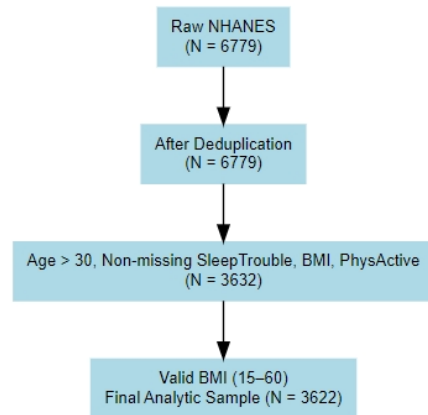 Raw NHANES
(N = 6779)
After Deduplication
(N = 6779)
Age > 30, Non-missing SleepTrouble, BMI, PhysActive
(N = 3632)
Valid BMI (15–60)
Final Analytic Sample (N = 3622)